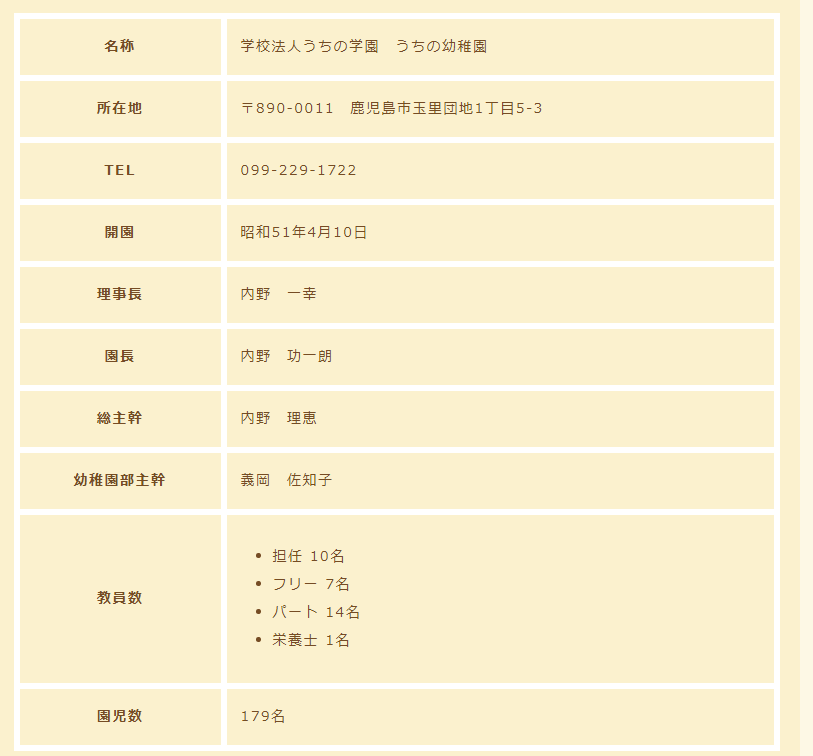 名称 学校法人うちの学園　うちの幼稚園
所在地 〒890-0011　鹿児島市玉里団地1丁目5-3
TEL 099-229-1722
開園 昭和51年4月10日
理事長 内野　一幸
園長 内野　功一朗
総主幹 内野　理恵
幼稚園部主幹 義岡　佐知子
教員数
• 担任 10名
• フリー 7名
• パート 14名
• 栄養士 1名
園児数 179名